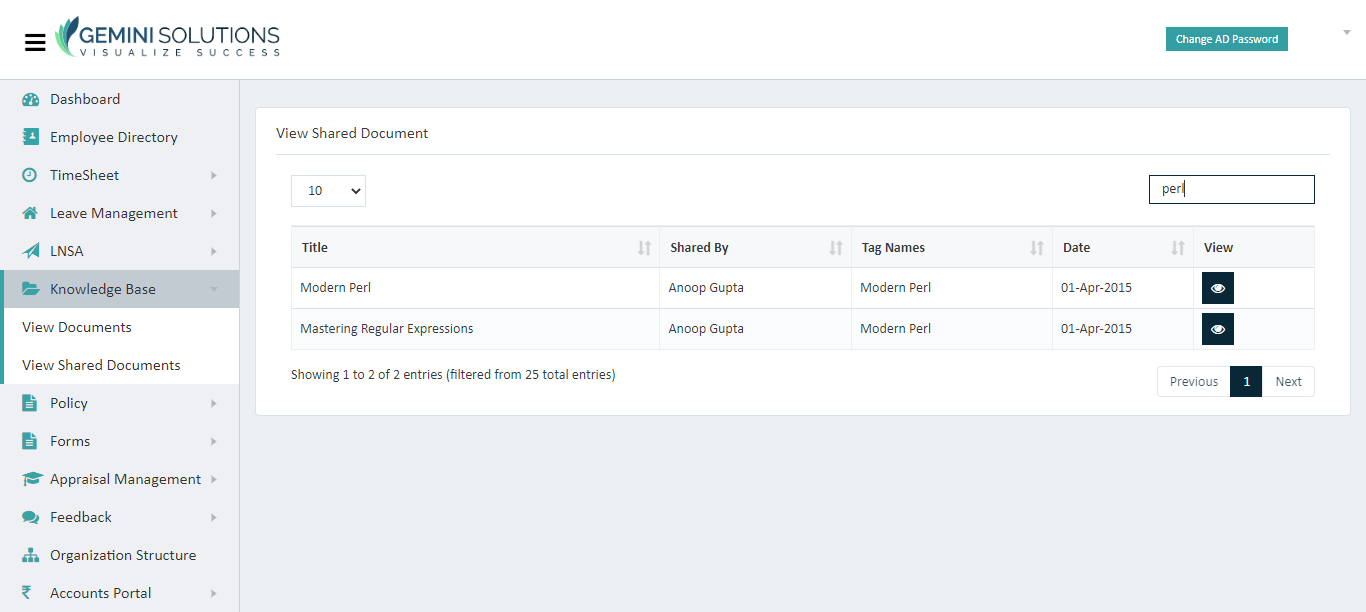 GEMINI SOLUTIONS
VISUALIZE SUCCESS
Change AD Password
Dashboard
Employee Directory
TimeSheet
Leave Management
LNSA
Knowledge Base
View Documents
View Shared Documents
Policy
Forms
Appraisal Management
Feedback
Organization Structure
₹ Accounts Portal
View Shared Document
10
perl
Title Shared By Tag Names Date View
Modern Perl Anoop Gupta Modern Perl 01-Apr-2015
Mastering Regular Expressions Anoop Gupta Modern Perl 01-Apr-2015
Showing 1 to 2 of 2 entries (filtered from 25 total entries)
Previous 1 Next